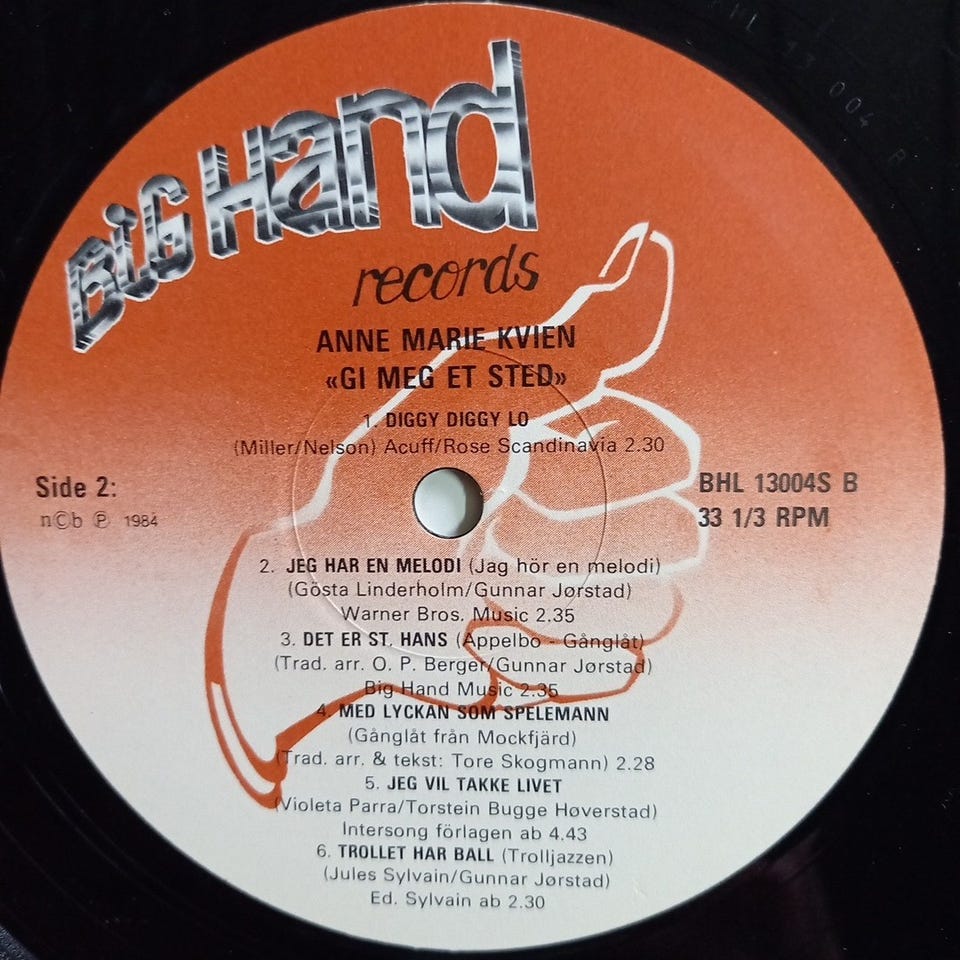 BiG Hand
records
ANNE MARIE KVIEN
«GI MEG ET STED»
1. DIGGY DIGGY LO
(Miller/Nelson) Acuff/Rose Scandinavia 2.30
Side 2:
n©b ℗ 1984
BHL 13004S B
33 1/3 RPM
2. JEG HAR EN MELODI (Jag hör en melodi)
(Gösta Linderholm/Gunnar Jørstad)
Warner Bros. Music 2.35
3. DET ER ST. HANS (Äppelbo - Gånglåt)
(Trad. arr. O. P. Berger/Gunnar Jørstad)
Big Hand Music 2.35
4. MED LYCKAN SOM SPELEMANN
(Gånglåt från Mockfjärd)
(Trad. arr. & tekst: Tore Skogmann) 2.28
5. JEG VIL TAKKE LIVET
(Violeta Parra/Torstein Bugge Høverstad)
Intersong förlagen ab 4.43
6. TROLLET HAR BALL (Trolljazzen)
(Jules Sylvain/Gunnar Jørstad)
Ed. Sylvain ab 2.30